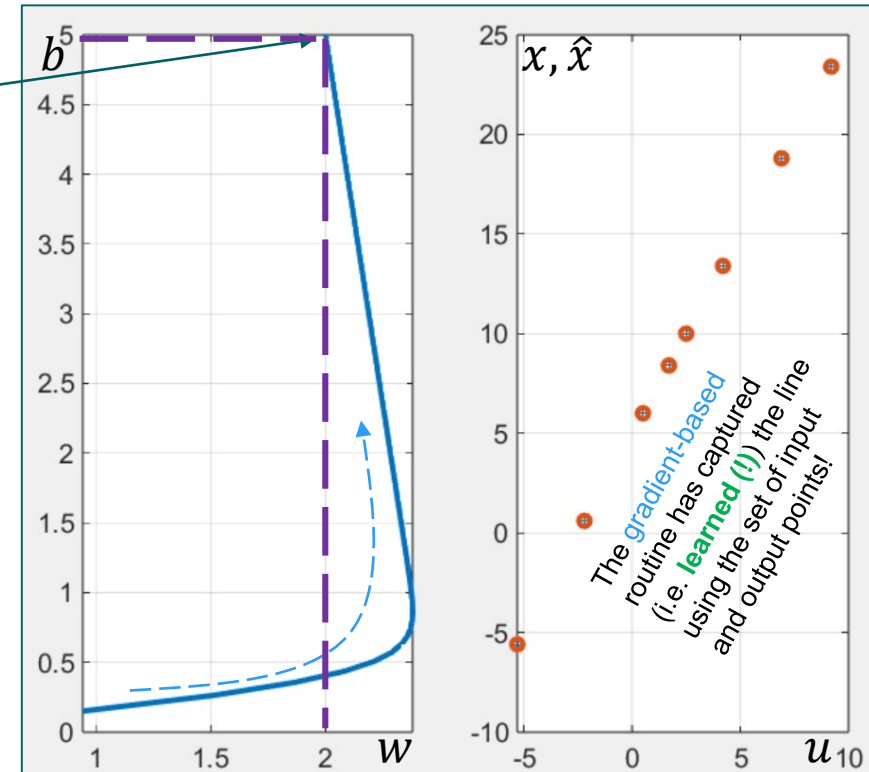 b
5
4.5
4
3.5
3
2.5
2
1.5
1
0.5
0
1
1.5
2
w
x, x̂
25
20
15
10
5
0
-5
-10
-5
0
5
u
10
The gradient-based
routine has captured
(i.e. learned (!)) the line
using the set of input
and output points!